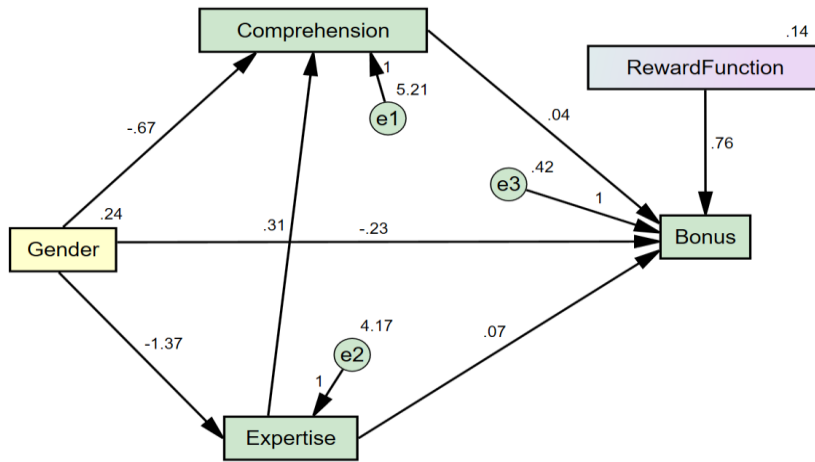 Comprehension
.14
RewardFunction
1
5.21
e1
-.67
.04
.76
.42
e3
1
.24
.31
-.23
Gender
Bonus
-1.37
4.17
e2
.07
1
Expertise